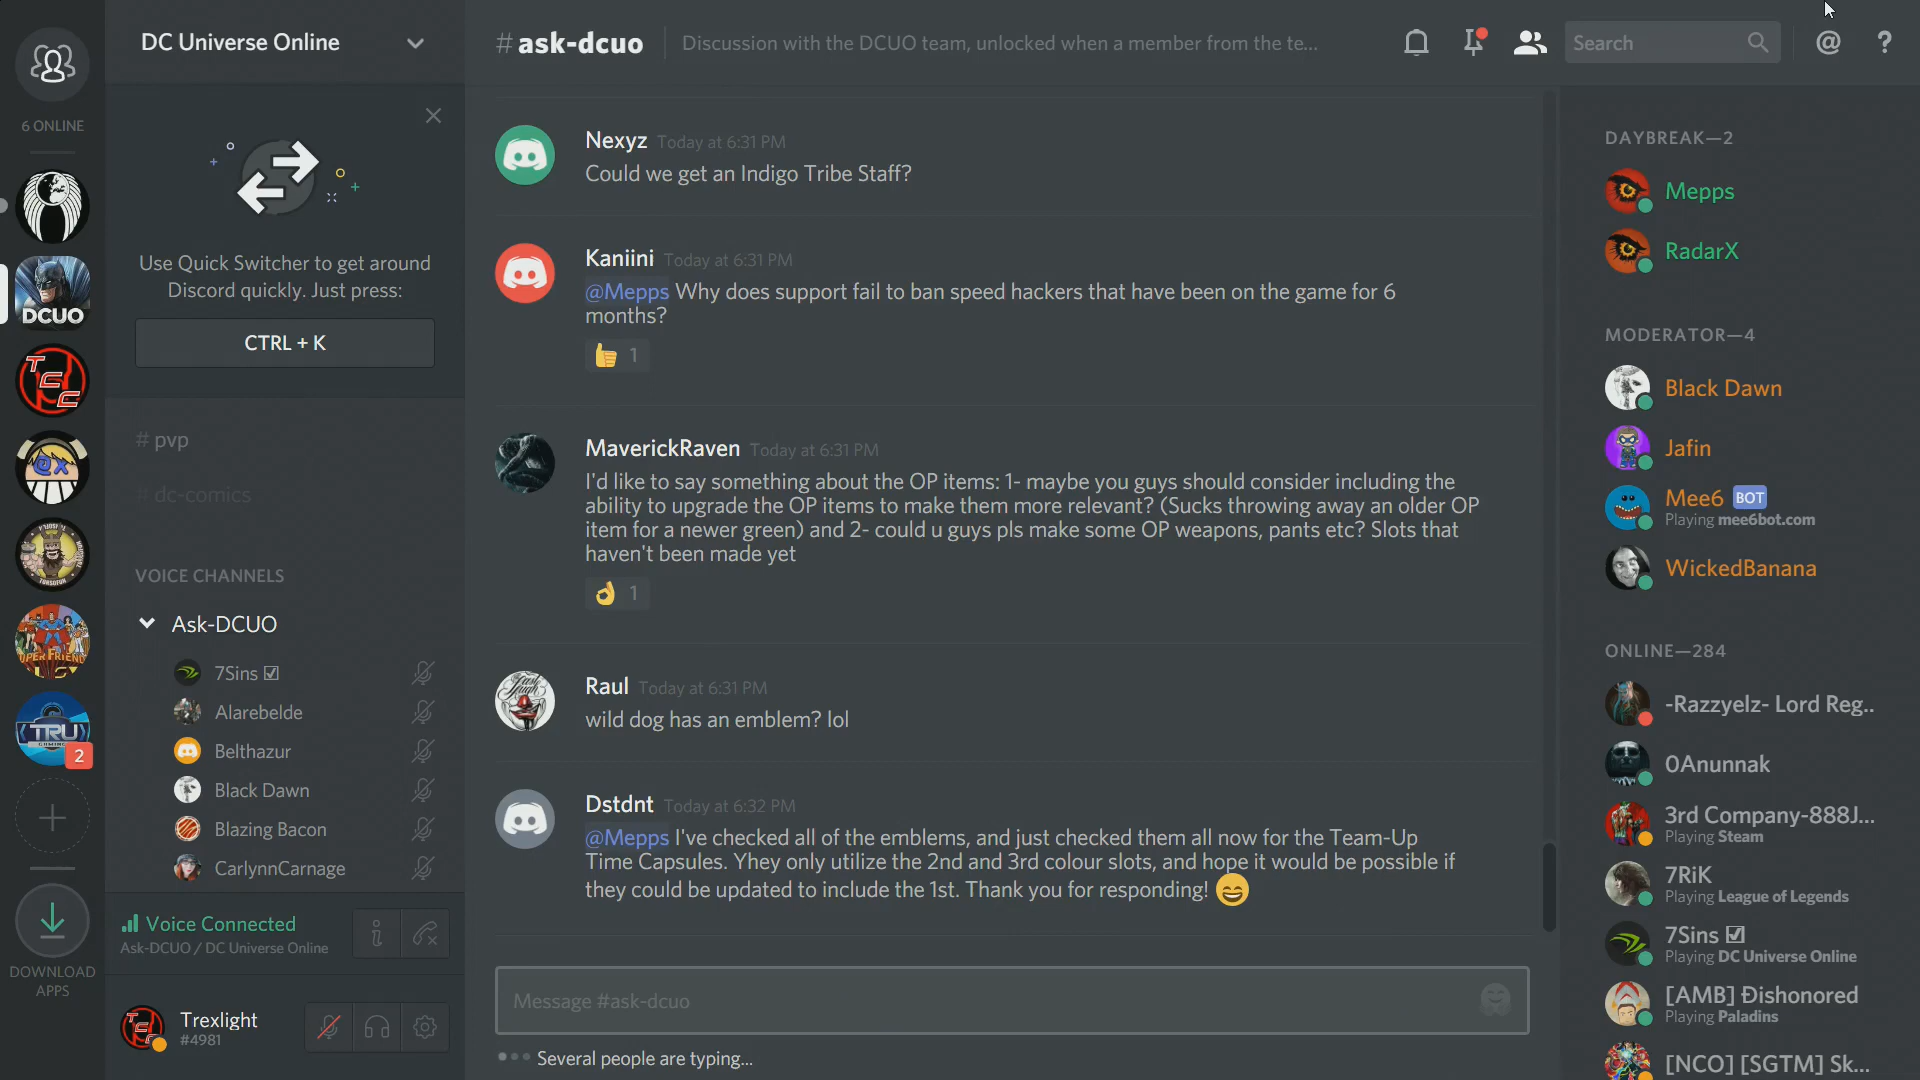 6 ONLINE
DCUO
TCC
@X
TRU
2
DOWNLOAD
APPS
DC Universe Online
Use Quick Switcher to get around
Discord quickly. Just press:
CTRL + K
# pvp
# dc-comics
VOICE CHANNELS
Ask-DCUO
7Sins ☑
Alarebelde
Belthazur
Black Dawn
Blazing Bacon
CarlynnCarnage
Voice Connected
Ask-DCUO / DC Universe Online
Trexlight
#4981
# ask-dcuo
Discussion with the DCUO team, unlocked when a member from the te...
Search
Nexyz Today at 6:31 PM
Could we get an Indigo Tribe Staff?
Kaniini Today at 6:31 PM
@Mepps Why does support fail to ban speed hackers that have been on the game for 6
months?
👍 1
MaverickRaven Today at 6:31 PM
I'd like to say something about the OP items: 1- maybe you guys should consider including the
ability to upgrade the OP items to make them more relevant? (Sucks throwing away an older OP
item for a newer green) and 2- could u guys pls make some OP weapons, pants etc? Slots that
haven't been made yet
👌 1
Raul Today at 6:31 PM
wild dog has an emblem? lol
Dstdnt Today at 6:32 PM
@Mepps I've checked all of the emblems, and just checked them all now for the Team-Up
Time Capsules. Yhey only utilize the 2nd and 3rd colour slots, and hope it would be possible if
they could be updated to include the 1st. Thank you for responding! 😄
Message #ask-dcuo
Several people are typing...
DAYBREAK—2
Mepps
RadarX
MODERATOR—4
Black Dawn
Jafin
Mee6 BOT
Playing mee6bot.com
WickedBanana
ONLINE—284
-Razzyelz- Lord Reg..
0Anunnak
3rd Company-888J...
Playing Steam
7RiK
Playing League of Legends
7Sins ☑
Playing DC Universe Online
[AMB] Đishonored
Playing Paladins
[NCO] [SGTM] Sk...